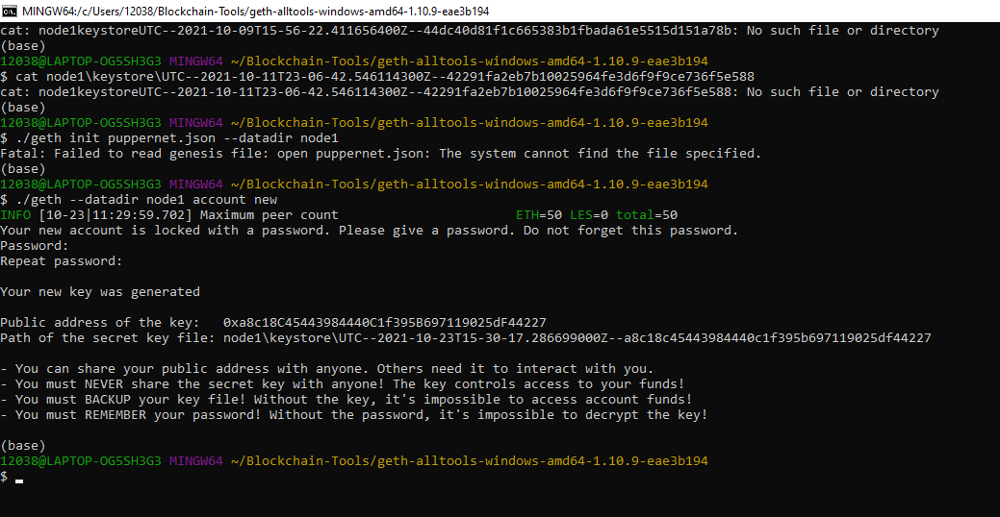 MINGW64:/c/Users/12038/Blockchain-Tools/geth-alltools-windows-amd64-1.10.9-eae3b194
cat: node1keystoreUTC--2021-10-09T15-56-22.411656400Z--44dc40d81f1c665383b1fbada61e5515d151a78b: No such file or directory
(base)
12038@LAPTOP-OG5SH3G3 MINGW64 ~/Blockchain-Tools/geth-alltools-windows-amd64-1.10.9-eae3b194
$ cat node1\keystore\UTC--2021-10-11T23-06-42.546114300Z--42291fa2eb7b10025964fe3d6f9f9ce736f5e588
cat: node1keystoreUTC--2021-10-11T23-06-42.546114300Z--42291fa2eb7b10025964fe3d6f9f9ce736f5e588: No such file or directory
(base)
12038@LAPTOP-OG5SH3G3 MINGW64 ~/Blockchain-Tools/geth-alltools-windows-amd64-1.10.9-eae3b194
$ ./geth init puppernet.json --datadir node1
Fatal: Failed to read genesis file: open puppernet.json: The system cannot find the file specified.
(base)
12038@LAPTOP-OG5SH3G3 MINGW64 ~/Blockchain-Tools/geth-alltools-windows-amd64-1.10.9-eae3b194
$ ./geth --datadir node1 account new
INFO [10-23|11:29:59.702] Maximum peer count ETH=50 LES=0 total=50
Your new account is locked with a password. Please give a password. Do not forget this password.
Password:
Repeat password:
Your new key was generated
Public address of the key: 0xa8c18C45443984440C1f395B697119025dF44227
Path of the secret key file: node1\keystore\UTC--2021-10-23T15-30-17.286699000Z--a8c18c45443984440c1f395b697119025df44227
- You can share your public address with anyone. Others need it to interact with you.
- You must NEVER share the secret key with anyone! The key controls access to your funds!
- You must BACKUP your key file! Without the key, it's impossible to access account funds!
- You must REMEMBER your password! Without the password, it's impossible to decrypt the key!
(base)
12038@LAPTOP-OG5SH3G3 MINGW64 ~/Blockchain-Tools/geth-alltools-windows-amd64-1.10.9-eae3b194
$